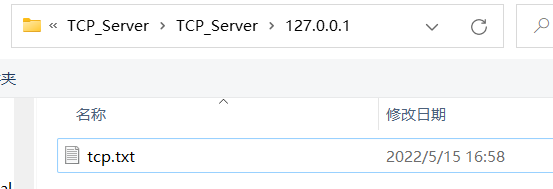 « TCP_Server > TCP_Server > 127.0.0.1
夹
名称 修改日期
tcp.txt 2022/5/15 16:58
al